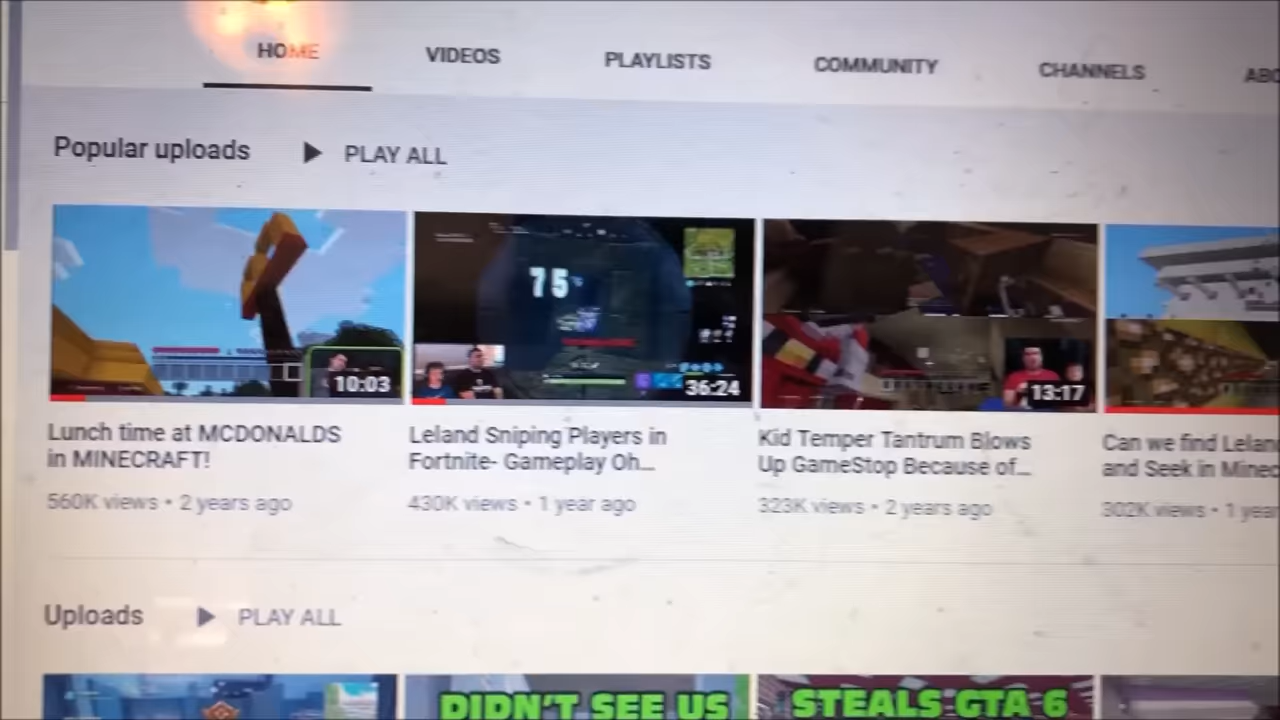 HOME
VIDEOS
PLAYLISTS
COMMUNITY
CHANNELS
ABO
Popular uploads
PLAY ALL
75
10:03
36:24
13:17
Lunch time at MCDONALDS
in MINECRAFT!
560K views • 2 years ago
Leland Sniping Players in
Fortnite- Gameplay Oh...
430K views • 1 year ago
Kid Temper Tantrum Blows
Up GameStop Because of...
323K views • 2 years ago
Can we find Lelan
and Seek in Minec
302K views • 1 year
Uploads
PLAY ALL
DIDN'T SEE US
STEALS GTA 6